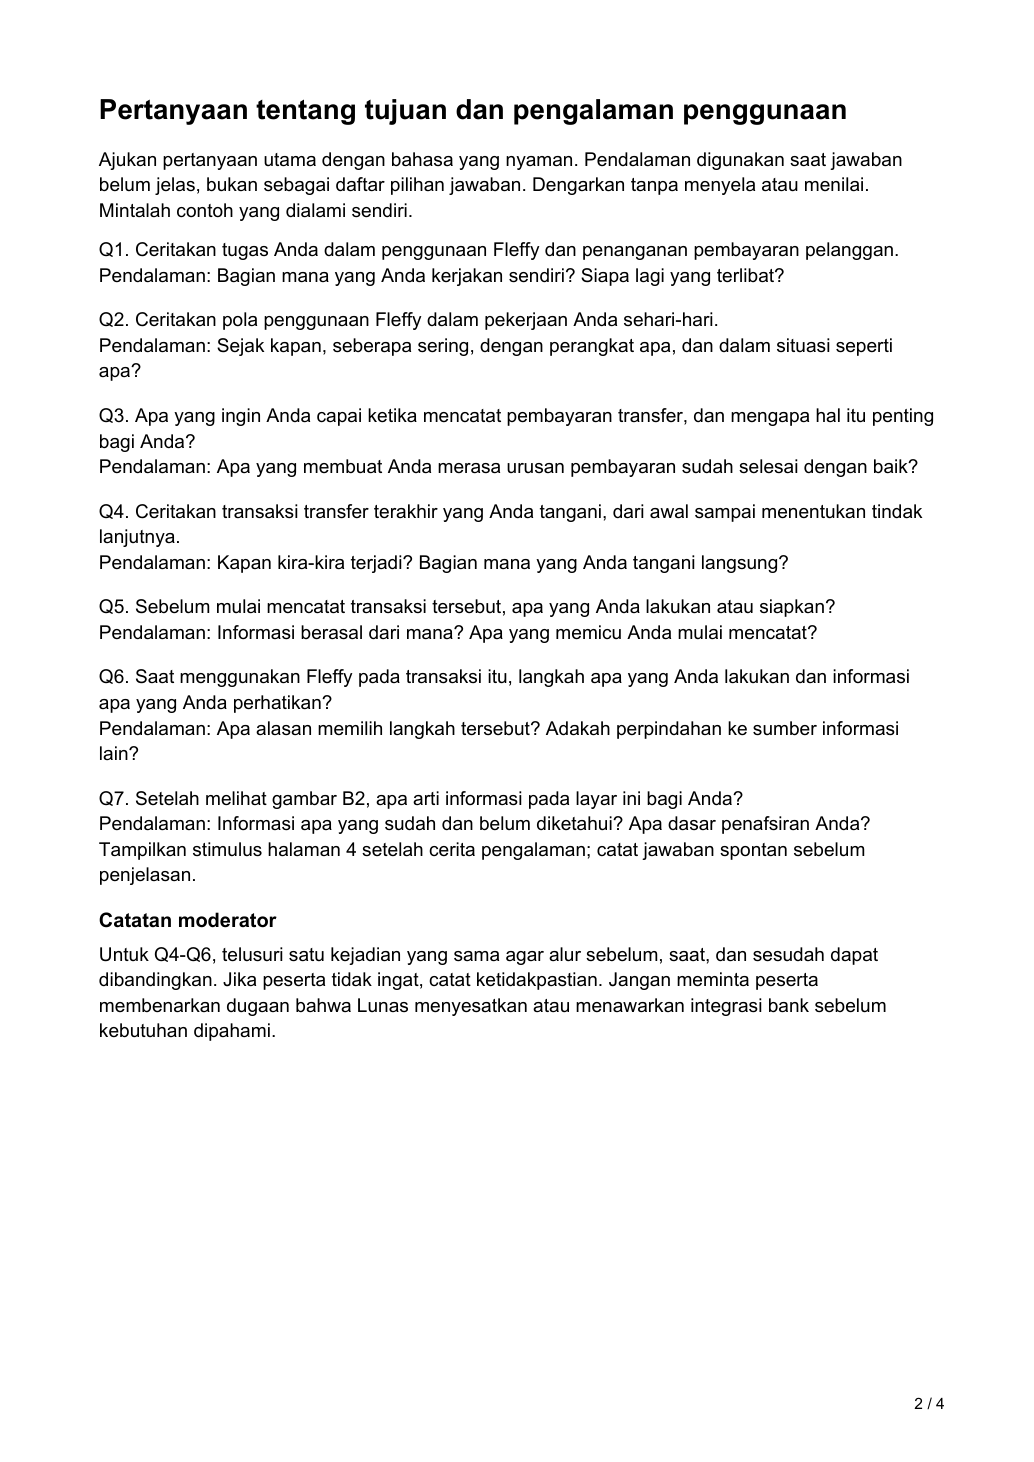 Pertanyaan tentang tujuan dan pengalaman penggunaan
Ajukan pertanyaan utama dengan bahasa yang nyaman. Pendalaman digunakan saat jawaban
belum jelas, bukan sebagai daftar pilihan jawaban. Dengarkan tanpa menyela atau menilai.
Mintalah contoh yang dialami sendiri.
Q1. Ceritakan tugas Anda dalam penggunaan Fleffy dan penanganan pembayaran pelanggan.
Pendalaman: Bagian mana yang Anda kerjakan sendiri? Siapa lagi yang terlibat?
Q2. Ceritakan pola penggunaan Fleffy dalam pekerjaan Anda sehari-hari.
Pendalaman: Sejak kapan, seberapa sering, dengan perangkat apa, dan dalam situasi seperti
apa?
Q3. Apa yang ingin Anda capai ketika mencatat pembayaran transfer, dan mengapa hal itu penting
bagi Anda?
Pendalaman: Apa yang membuat Anda merasa urusan pembayaran sudah selesai dengan baik?
Q4. Ceritakan transaksi transfer terakhir yang Anda tangani, dari awal sampai menentukan tindak
lanjutnya.
Pendalaman: Kapan kira-kira terjadi? Bagian mana yang Anda tangani langsung?
Q5. Sebelum mulai mencatat transaksi tersebut, apa yang Anda lakukan atau siapkan?
Pendalaman: Informasi berasal dari mana? Apa yang memicu Anda mulai mencatat?
Q6. Saat menggunakan Fleffy pada transaksi itu, langkah apa yang Anda lakukan dan informasi
apa yang Anda perhatikan?
Pendalaman: Apa alasan memilih langkah tersebut? Adakah perpindahan ke sumber informasi
lain?
Q7. Setelah melihat gambar B2, apa arti informasi pada layar ini bagi Anda?
Pendalaman: Informasi apa yang sudah dan belum diketahui? Apa dasar penafsiran Anda?
Tampilkan stimulus halaman 4 setelah cerita pengalaman; catat jawaban spontan sebelum
penjelasan.
Catatan moderator
Untuk Q4-Q6, telusuri satu kejadian yang sama agar alur sebelum, saat, dan sesudah dapat
dibandingkan. Jika peserta tidak ingat, catat ketidakpastian. Jangan meminta peserta
membenarkan dugaan bahwa Lunas menyesatkan atau menawarkan integrasi bank sebelum
kebutuhan dipahami.
2 / 4